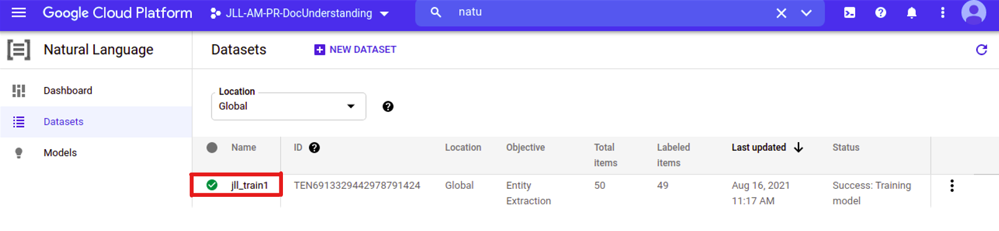 Google Cloud Platform
JLL-AM-PR-DocUnderstanding
natu
Natural Language
Datasets
NEW DATASET
Dashboard
Datasets
Models
Location
Global
Name
ID
Location
Objective
Total
items
Labeled
items
Last updated
Status
jll_train1
TEN6913329442978791424
Global
Entity
Extraction
50
49
Aug 16, 2021
11:17 AM
Success: Training
model